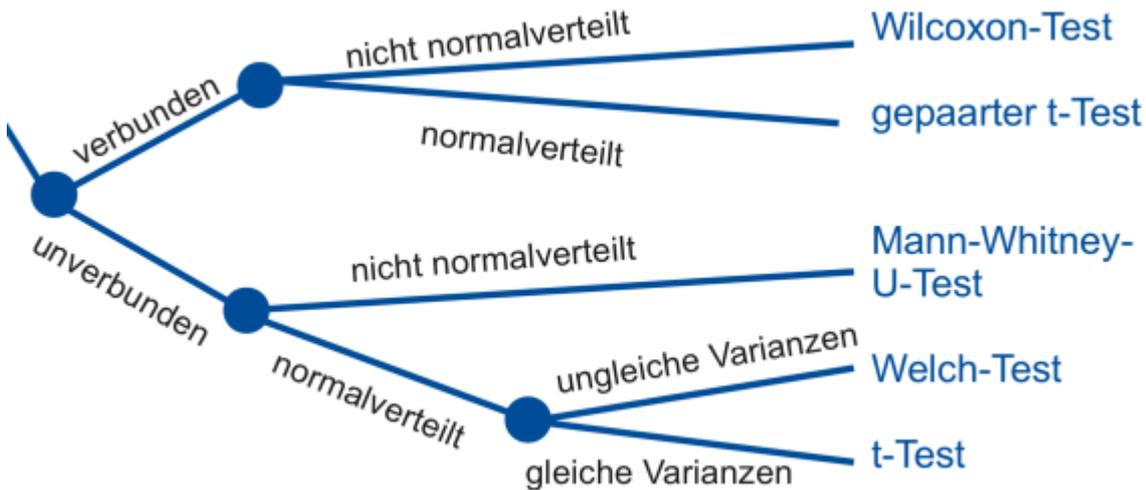 nicht normalverteilt
Wilcoxon-Test
verbunden
gepaarter t-Test
normalverteilt
unverbunden
nicht normalverteilt
Mann-Whitney-
U-Test
normalverteilt
ungleiche Varianzen
Welch-Test
t-Test
gleiche Varianzen